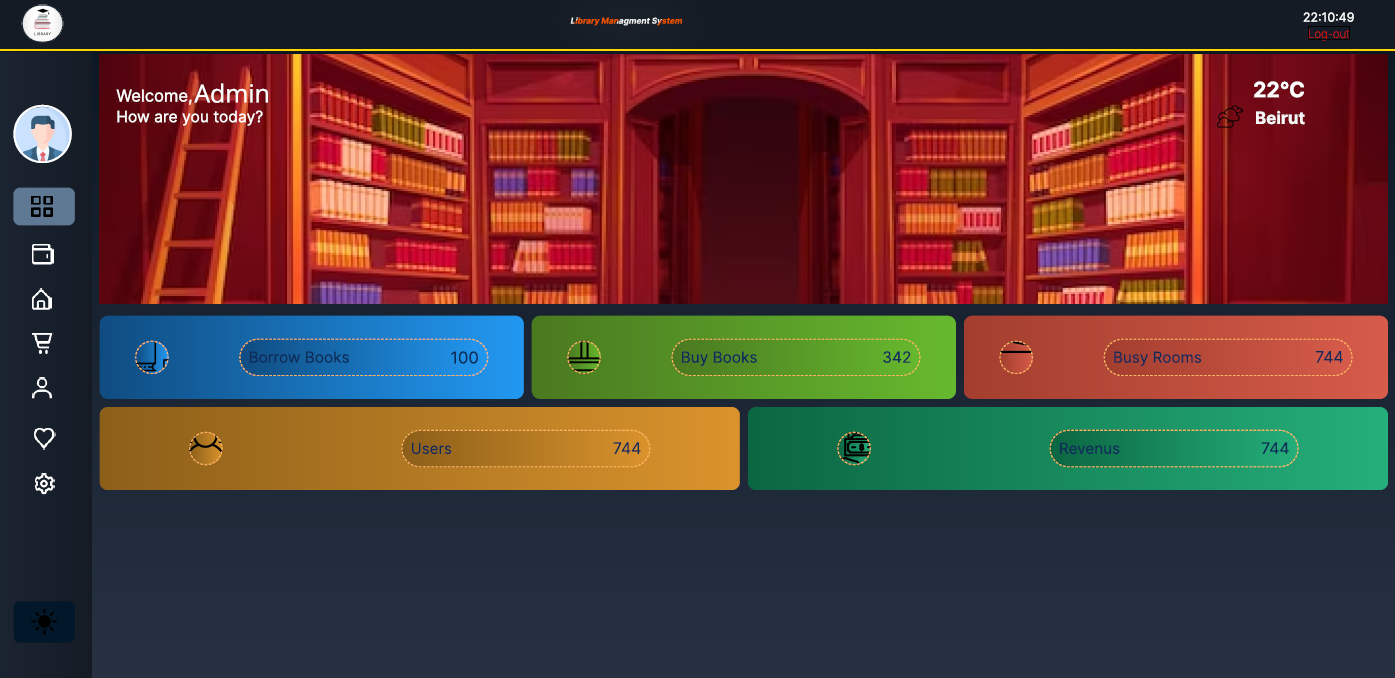 LIBRARY
Library Managment System
22:10:49
Log-out
Welcome,Admin
How are you today?
22°C
Beirut
Borrow Books 100
Buy Books 342
Busy Rooms 744
Users 744
Revenus 744